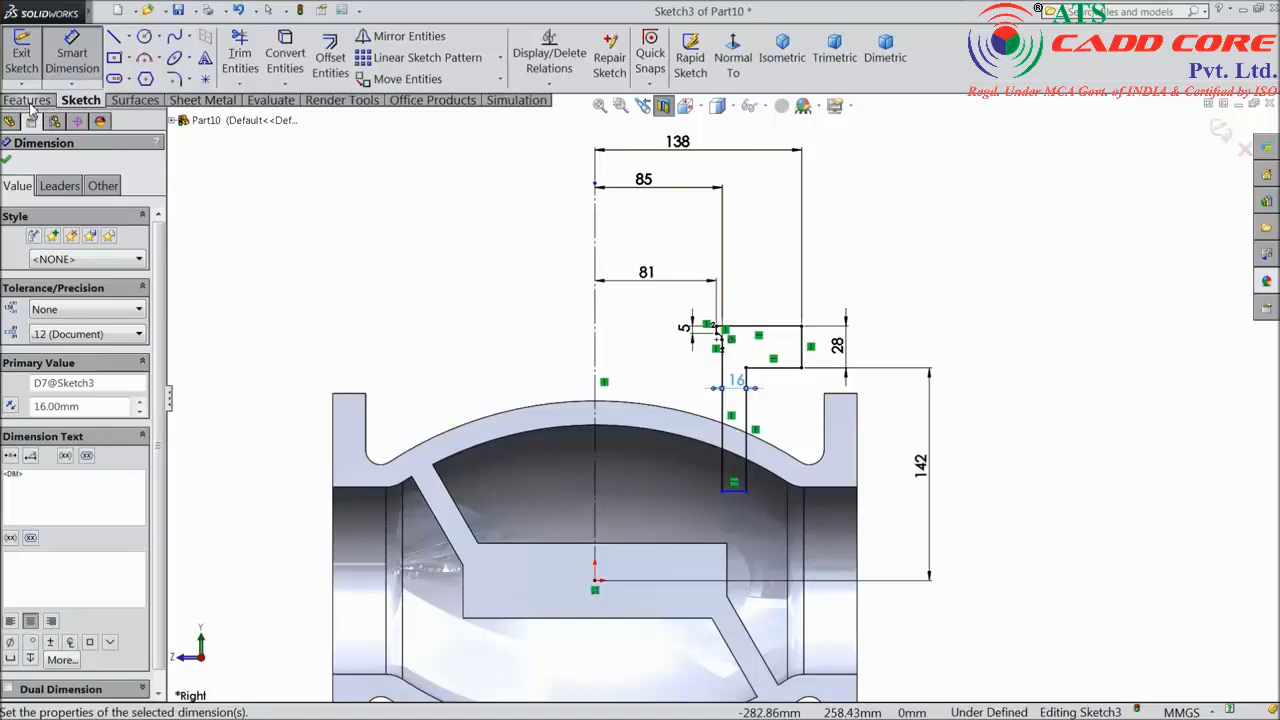 SOLIDWORKS
Sketch3 of Part10 *
Search files and models
® ATS
CADD CORE
Pvt. Ltd.
Regd. Under MCA Govt. of INDIA & Certified by ISO
Exit Sketch
Smart Dimension
Trim Entities
Convert Entities
Offset Entities
Mirror Entities
Linear Sketch Pattern
Move Entities
Display/Delete Relations
Repair Sketch
Quick Snaps
Rapid Sketch
Normal To
Isometric
Trimetric
Dimetric
Features
Sketch
Surfaces
Sheet Metal
Evaluate
Render Tools
Office Products
Simulation
Part10 (Default<<Def...
Dimension
?
Value
Leaders
Other
Style
<NONE>
Tolerance/Precision
None
.12 (Document)
Primary Value
D7@Sketch3
16.00mm
Dimension Text
<DIM>
More...
Dual Dimension
138
85
81
5
28
16
142
Y
Z
*Right
Set the properties of the selected dimension(s).
-282.86mm
258.43mm
0mm
Under Defined
Editing Sketch3
MMGS